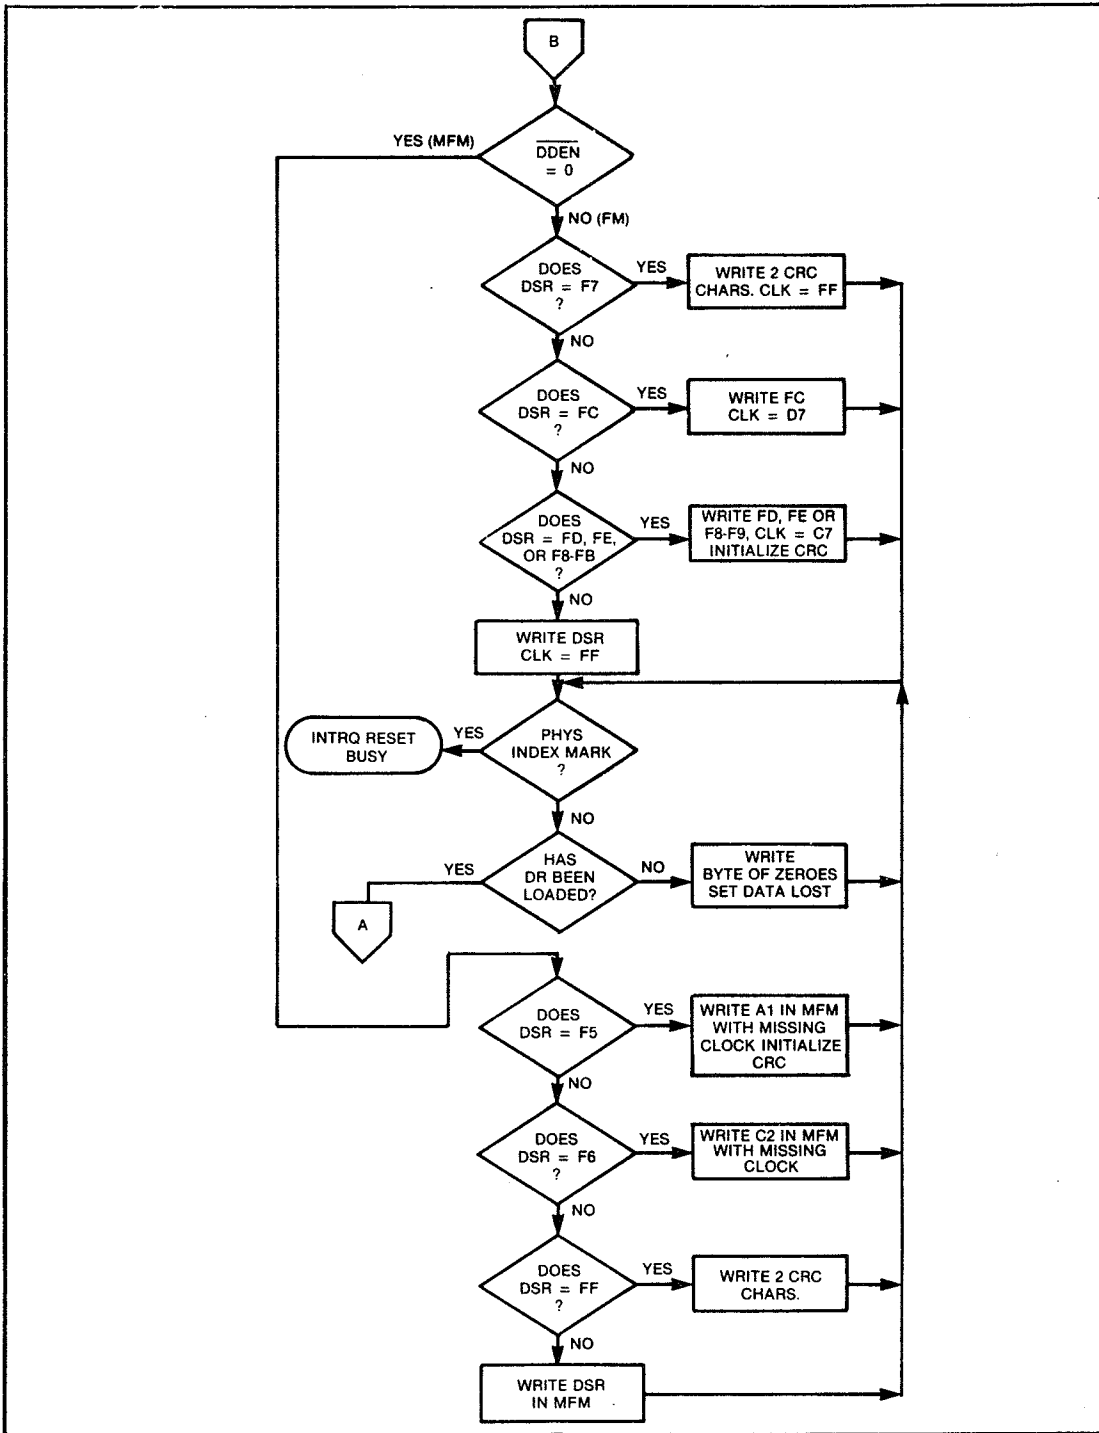 B
YES (MFM)
DDEN
= 0
NO (FM)
DOES
DSR = F7
?
YES
WRITE 2 CRC
CHARS. CLK = FF
NO
DOES
DSR = FC
?
YES
WRITE FC
CLK = D7
NO
DOES
DSR = FD, FE,
OR F8-FB
?
YES
WRITE FD, FE OR
F8-F9, CLK = C7
INITIALIZE CRC
NO
WRITE DSR
CLK = FF
INTRQ RESET
BUSY
YES
PHYS
INDEX MARK
?
NO
YES
HAS
DR BEEN
LOADED?
NO
WRITE
BYTE OF ZEROES
SET DATA LOST
A
DOES
DSR = F5
YES
WRITE A1 IN MFM
WITH MISSING
CLOCK INITIALIZE
CRC
NO
DOES
DSR = F6
?
YES
WRITE C2 IN MFM
WITH MISSING
CLOCK
NO
DOES
DSR = FF
?
YES
WRITE 2 CRC
CHARS.
NO
WRITE DSR
IN MFM